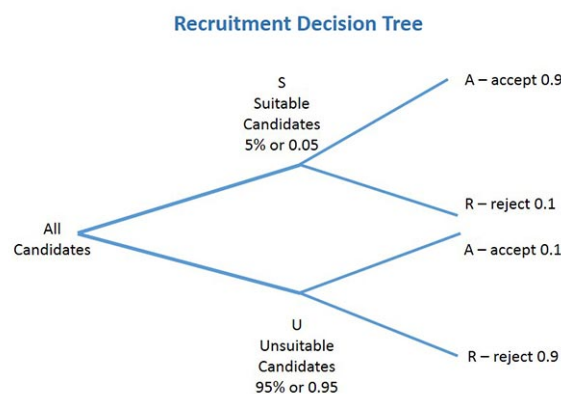 Recruitment Decision Tree
S
Suitable
Candidates
5% or 0.05
A – accept 0.9
R – reject 0.1
All
Candidates
A – accept 0.1
U
Unsuitable
Candidates
95% or 0.95
R – reject 0.9